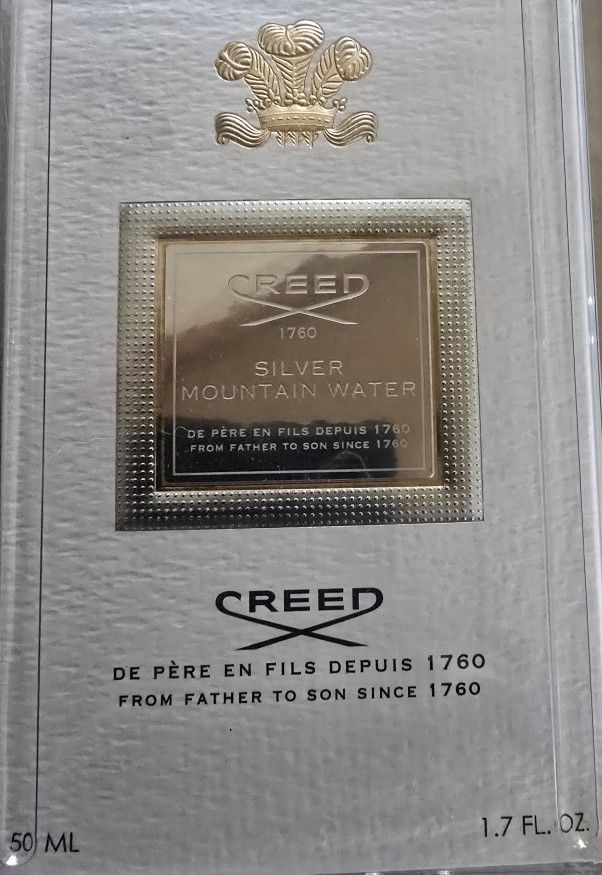 CREED
1760
SILVER
MOUNTAIN WATER
DE PÈRE EN FILS DEPUIS 1760
FROM FATHER TO SON SINCE 1760
CREED
DE PÈRE EN FILS DEPUIS 1760
FROM FATHER TO SON SINCE 1760
50 ML
1.7 FL. OZ.